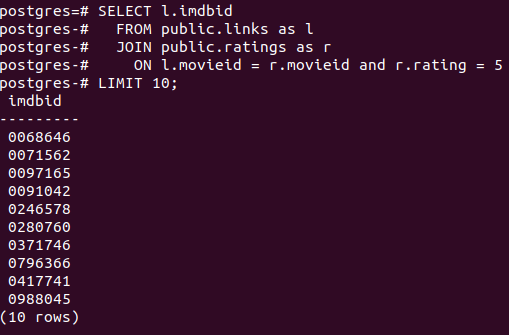 postgres=# SELECT l.imdbid
postgres-#   FROM public.links as l
postgres-#   JOIN public.ratings as r
postgres-#     ON l.movieid = r.movieid and r.rating = 5
postgres-# LIMIT 10;
 imdbid
---------
 0068646
 0071562
 0097165
 0091042
 0246578
 0280760
 0371746
 0796366
 0417741
 0988045
(10 rows)